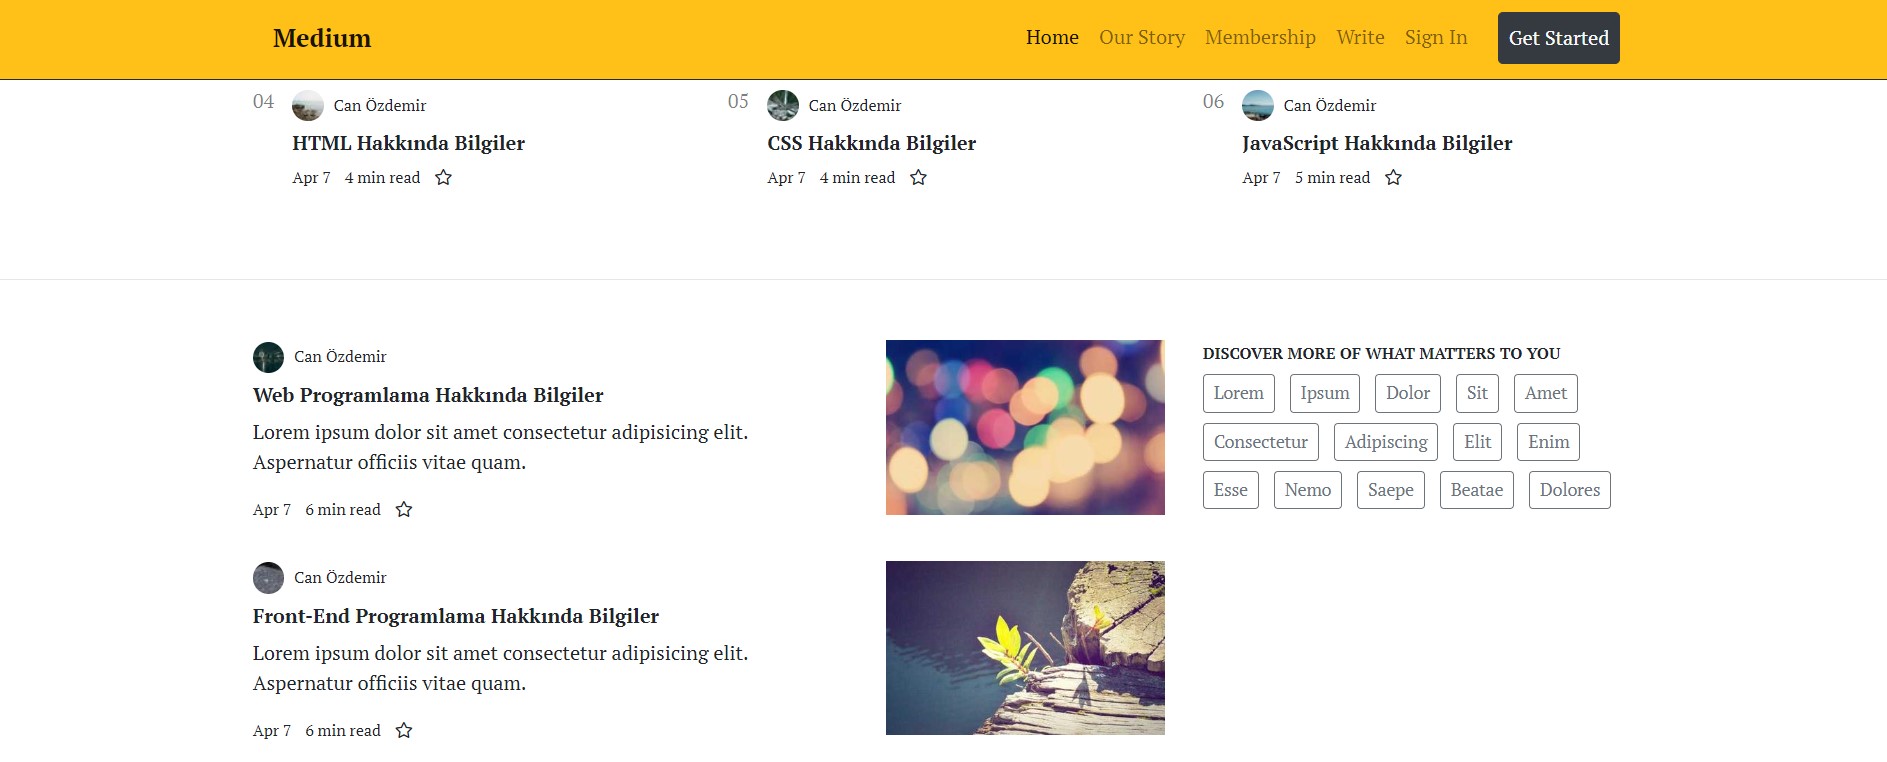 Medium
Home Our Story Membership Write Sign In Get Started
04 Can Özdemir
HTML Hakkında Bilgiler
Apr 7 4 min read
05 Can Özdemir
CSS Hakkında Bilgiler
Apr 7 4 min read
06 Can Özdemir
JavaScript Hakkında Bilgiler
Apr 7 5 min read
Can Özdemir
Web Programlama Hakkında Bilgiler
Lorem ipsum dolor sit amet consectetur adipisicing elit.
Aspernatur officiis vitae quam.
Apr 7 6 min read
Can Özdemir
Front-End Programlama Hakkında Bilgiler
Lorem ipsum dolor sit amet consectetur adipisicing elit.
Aspernatur officiis vitae quam.
Apr 7 6 min read
DISCOVER MORE OF WHAT MATTERS TO YOU
Lorem Ipsum Dolor Sit Amet
Consectetur Adipiscing Elit Enim
Esse Nemo Saepe Beatae Dolores